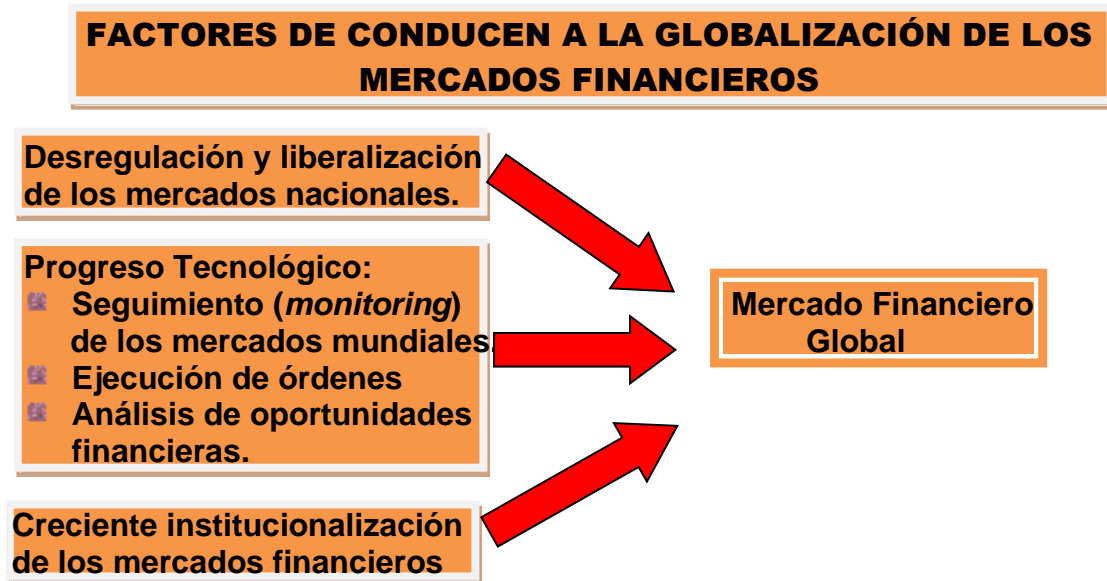 FACTORES DE CONDUCEN A LA GLOBALIZACIÓN DE LOS
MERCADOS FINANCIEROS
Desregulación y liberalización
de los mercados nacionales.
Progreso Tecnológico:
Seguimiento (monitoring)
de los mercados mundiales.
Ejecución de órdenes
Análisis de oportunidades
financieras.
Creciente institucionalización
de los mercados financieros
Mercado Financiero
Global